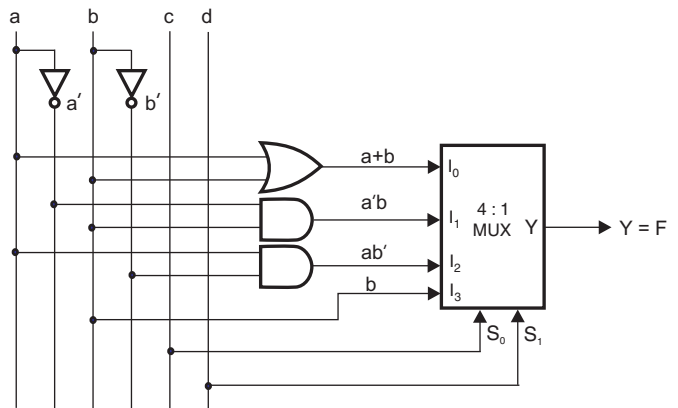 a b c d
a′ b′
a+b
I0
a′b
I1
4 : 1
MUX
Y
Y = F
ab′
I2
b
I3
S0 S1